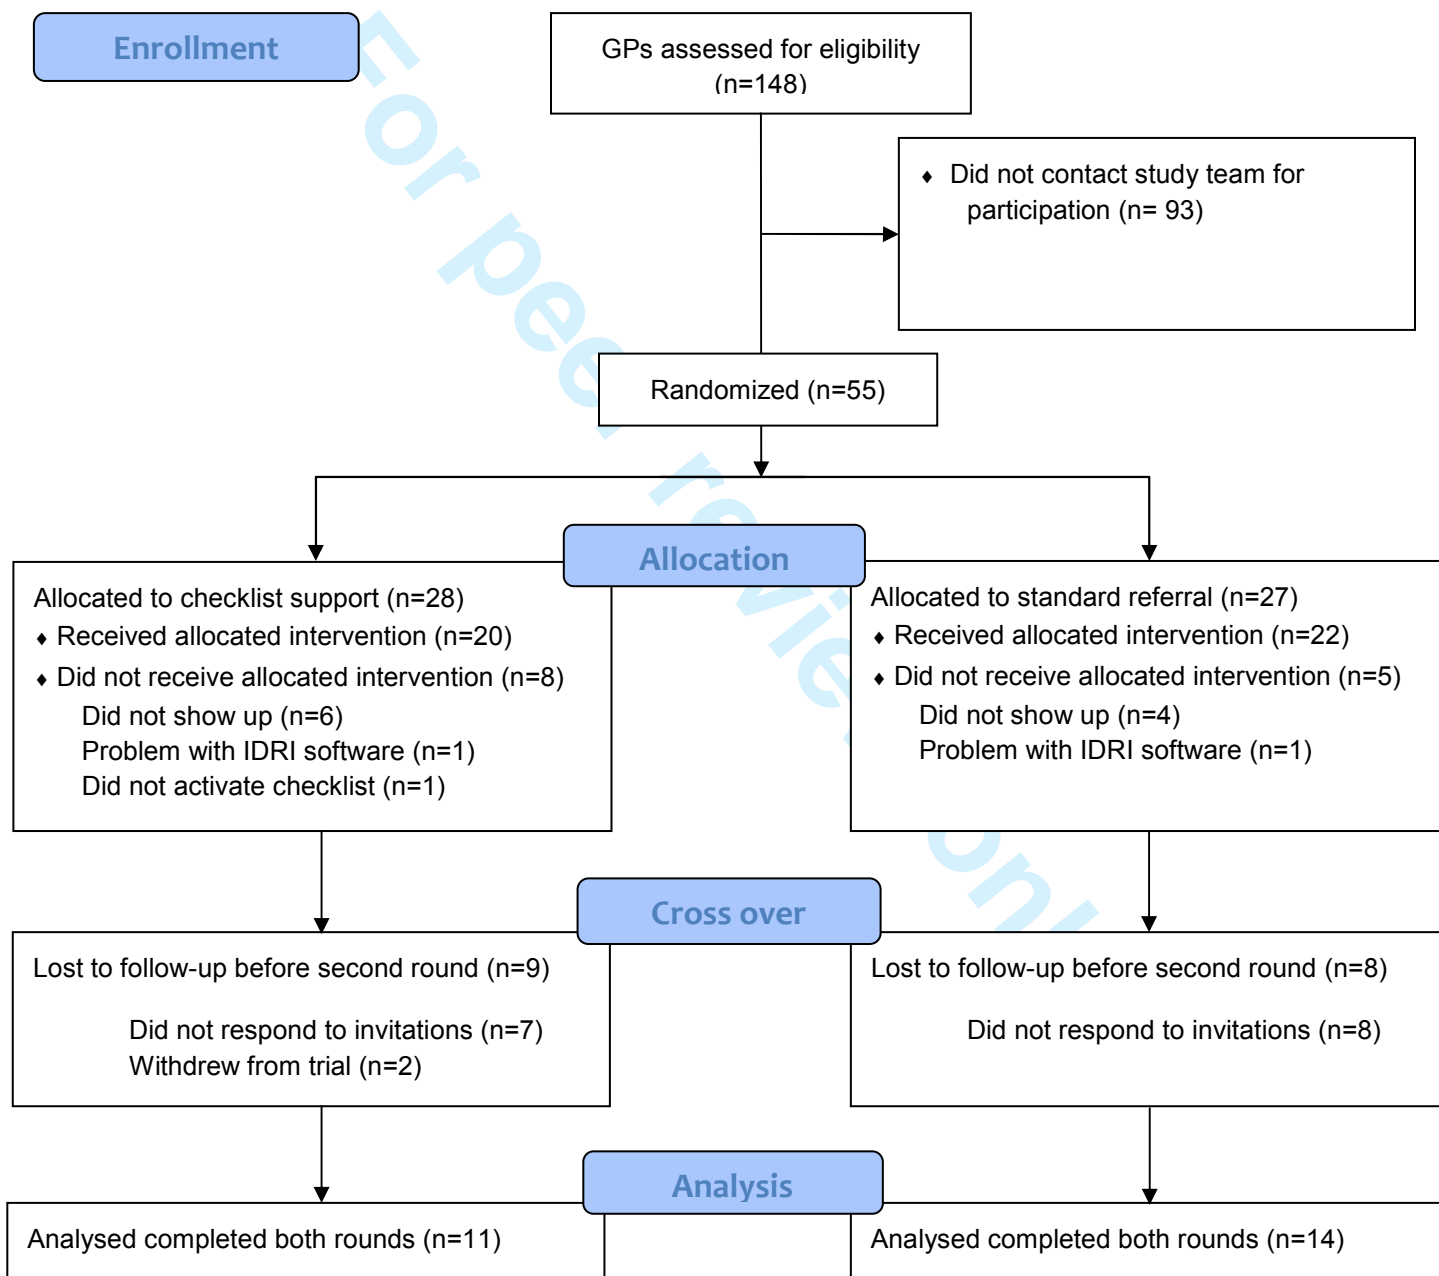 Enrollment
GPs assessed for eligibility
(n=148)
♦ Did not contact study team for
participation (n= 93)
Randomized (n=55)
Allocation
Allocated to checklist support (n=28)
♦ Received allocated intervention (n=20)
♦ Did not receive allocated intervention (n=8)
Did not show up (n=6)
Problem with IDRI software (n=1)
Did not activate checklist (n=1)
Allocated to standard referral (n=27)
♦ Received allocated intervention (n=22)
♦ Did not receive allocated intervention (n=5)
Did not show up (n=4)
Problem with IDRI software (n=1)
Cross over
Lost to follow-up before second round (n=9)
Did not respond to invitations (n=7)
Withdrew from trial (n=2)
Lost to follow-up before second round (n=8)
Did not respond to invitations (n=8)
Analysis
Analysed completed both rounds (n=11)
Analysed completed both rounds (n=14)
For peer review onl